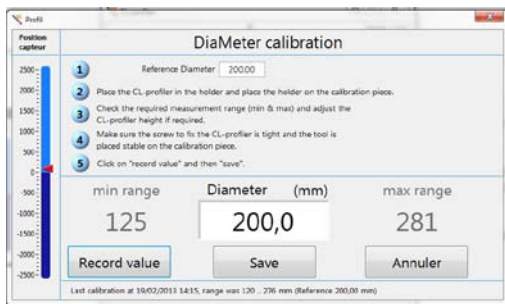 Profil
Position
capteur
DiaMeter calibration
2500
2000
1500
1000
500
0
-500
-1000
-1500
-2000
-2500
1 Reference Diameter 200.00
2 Place the CL-profiler in the holder and place the holder on the calibration piece.
3 Check the required measurement range (min & max) and adjust the
CL-profiler height if required.
4 Make sure the screw to fix the CL-profiler is tight and the tool is
placed stable on the calibration piece.
5 Click on "record value" and then "save".
min range Diameter (mm) max range
125 200,0 281
Record value Save Annuler
Last calibration at 19/02/2013 14:15, range was 120 .. 276 mm (Reference 200,00 mm)